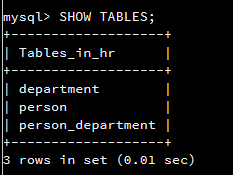 mysql> SHOW TABLES;
+-------------------+
| Tables_in_hr      |
+-------------------+
| department        |
| person            |
| person_department |
+-------------------+
3 rows in set (0.01 sec)